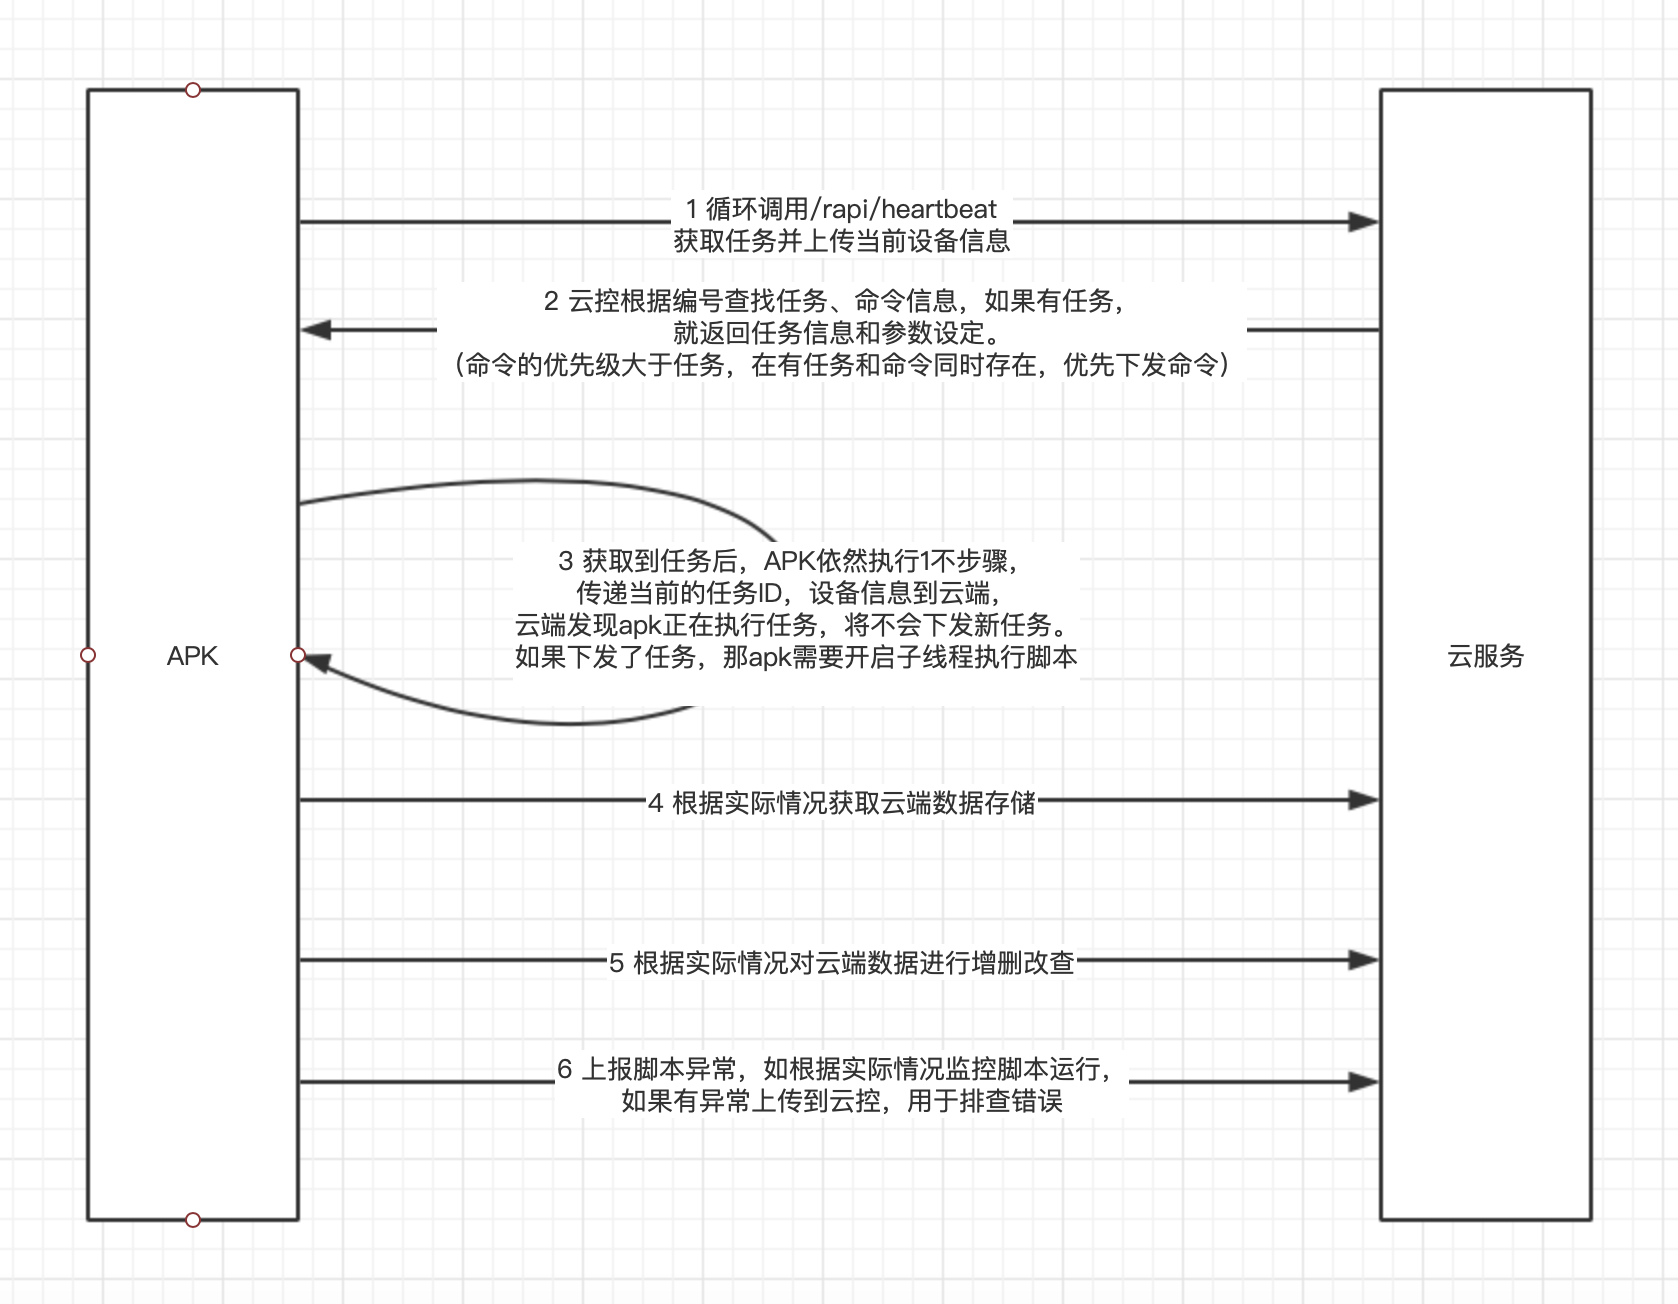 1 循环调用/rapi/heartbeat
获取任务并上传当前设备信息
2 云控根据编号查找任务、命令信息，如果有任务，
就返回任务信息和参数设定。
（命令的优先级大于任务，在有任务和命令同时存在，优先下发命令）
3 获取到任务后，APK依然执行1不步骤，
传递当前的任务ID，设备信息到云端，
云端发现apk正在执行任务，将不会下发新任务。
如果下发了任务，那apk需要开启子线程执行脚本
APK
云服务
4 根据实际情况获取云端数据存储
5 根据实际情况对云端数据进行增删改查
6 上报脚本异常，如根据实际情况监控脚本运行，
如果有异常上传到云控，用于排查错误